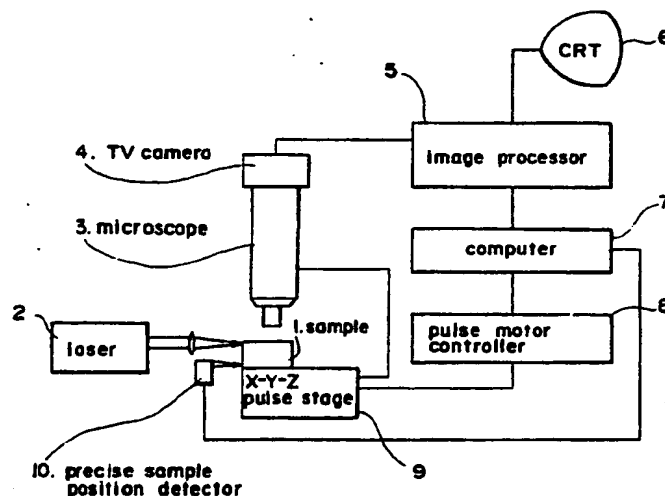 6
CRT
5
4. TV camera
image processor
3. microscope
7
computer
2
1. sample
8
laser
pulse motor
controller
X-Y-Z
pulse stage
10. precise sample
position detector
9